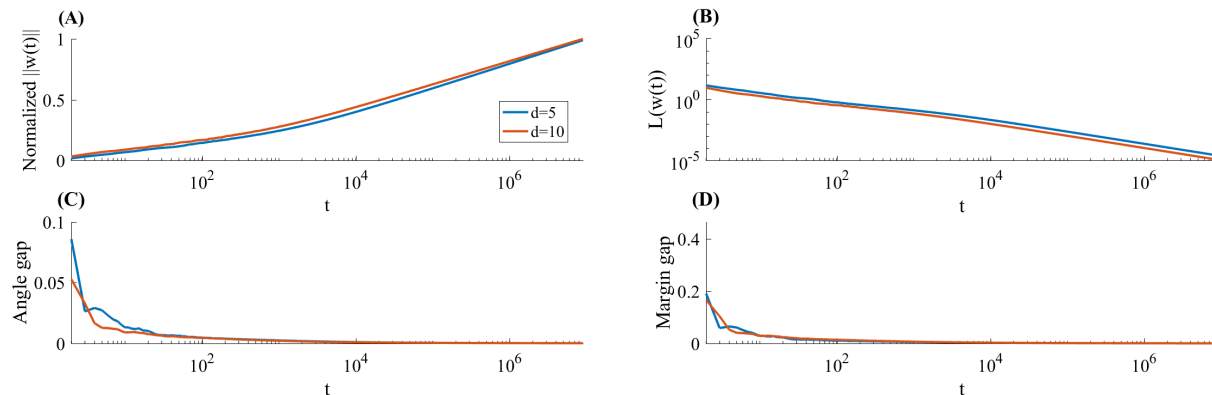 (A)
Normalized ||w(t)||
1
0.5
0
10^2
10^4
10^6
t
d=5
d=10
(B)
L(w(t))
10^5
10^0
10^-5
10^2
10^4
10^6
t
(C)
Angle gap
0.1
0.05
0
10^2
10^4
10^6
t
(D)
Margin gap
0.4
0.2
0
10^2
10^4
10^6
t